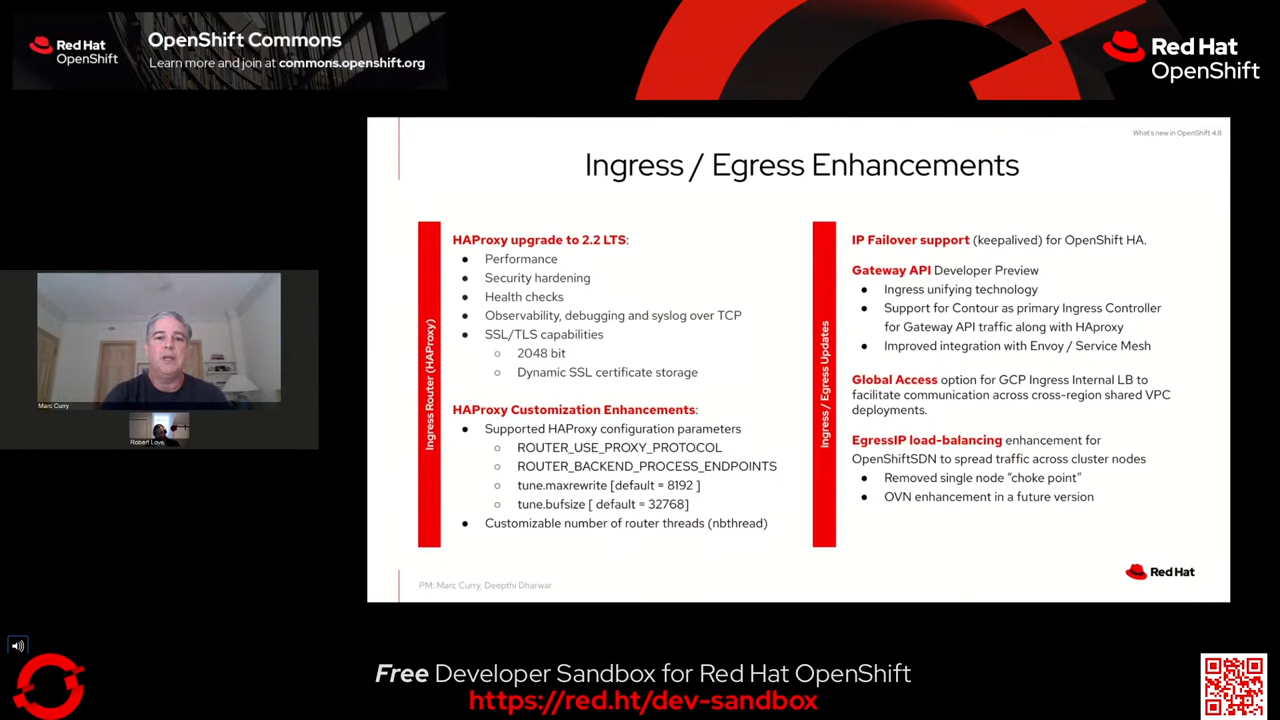 Red Hat
OpenShift
OpenShift Commons
Learn more and join at commons.openshift.org
Red Hat
OpenShift
What's new in OpenShift 4.8
Ingress / Egress Enhancements
Ingress Router (HAProxy)
HAProxy upgrade to 2.2 LTS:
● Performance
● Security hardening
● Health checks
● Observability, debugging and syslog over TCP
● SSL/TLS capabilities
○ 2048 bit
○ Dynamic SSL certificate storage
HAProxy Customization Enhancements:
● Supported HAProxy configuration parameters
○ ROUTER_USE_PROXY_PROTOCOL
○ ROUTER_BACKEND_PROCESS_ENDPOINTS
○ tune.maxrewrite [default = 8192 ]
○ tune.bufsize [ default = 32768]
● Customizable number of router threads (nbthread)
Ingress / Egress Updates
IP Failover support (keepalived) for OpenShift HA.
Gateway API Developer Preview
● Ingress unifying technology
● Support for Contour as primary Ingress Controller
for Gateway API traffic along with HAproxy
● Improved integration with Envoy / Service Mesh
Global Access option for GCP Ingress Internal LB to
facilitate communication across cross-region shared VPC
deployments.
EgressIP load-balancing enhancement for
OpenShiftSDN to spread traffic across cluster nodes
● Removed single node "choke point"
● OVN enhancement in a future version
PM: Marc Curry, Deepthi Dharwar
Red Hat
Marc Curry
Robert Love
Free Developer Sandbox for Red Hat OpenShift
https://red.ht/dev-sandbox